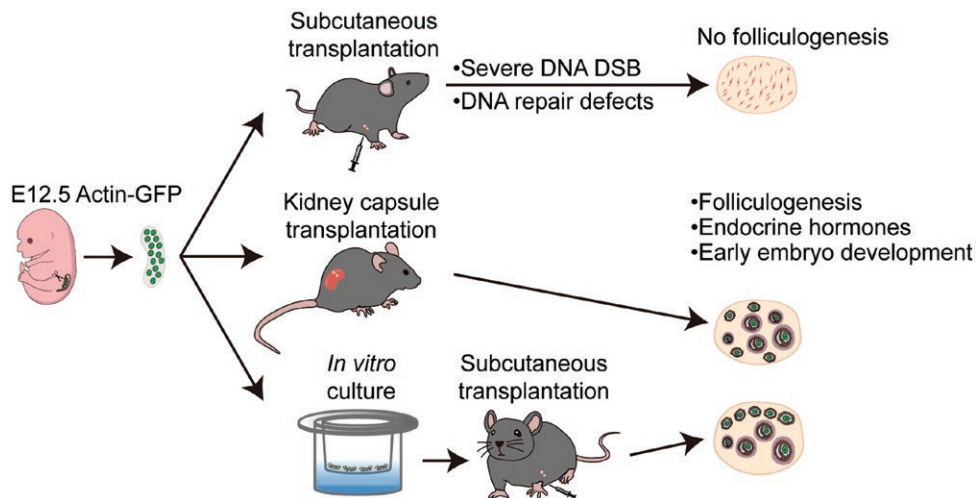 Subcutaneous
transplantation
•Severe DNA DSB
•DNA repair defects
No folliculogenesis
E12.5 Actin-GFP
Kidney capsule
transplantation
•Folliculogenesis
•Endocrine hormones
•Early embryo development
In vitro
culture
Subcutaneous
transplantation